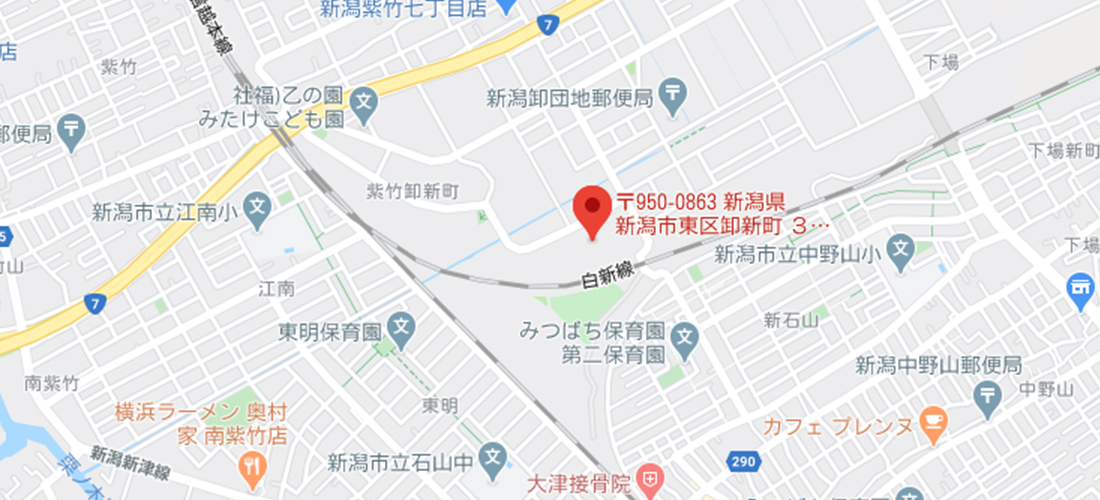 新潟紫竹七丁目店
7
店
紫竹
下場
社福)乙の園
みたけこども園
新潟卸団地郵便局
郵便局
下場新町
紫竹卸新町
〒950-0863 新潟県
新潟市東区卸新町 3…
新潟市立江南小
5
白新線
新潟市立中野山小
下場
竹山
江南
7
東明保育園
みつばち保育園
第二保育園
新石山
新潟中野山郵便局
南紫竹
中野山
東明
横浜ラーメン 奥村
家 南紫竹店
カフェ プレンヌ
新潟新津線
栗ノ木
新潟市立石山中
290
大津接骨院